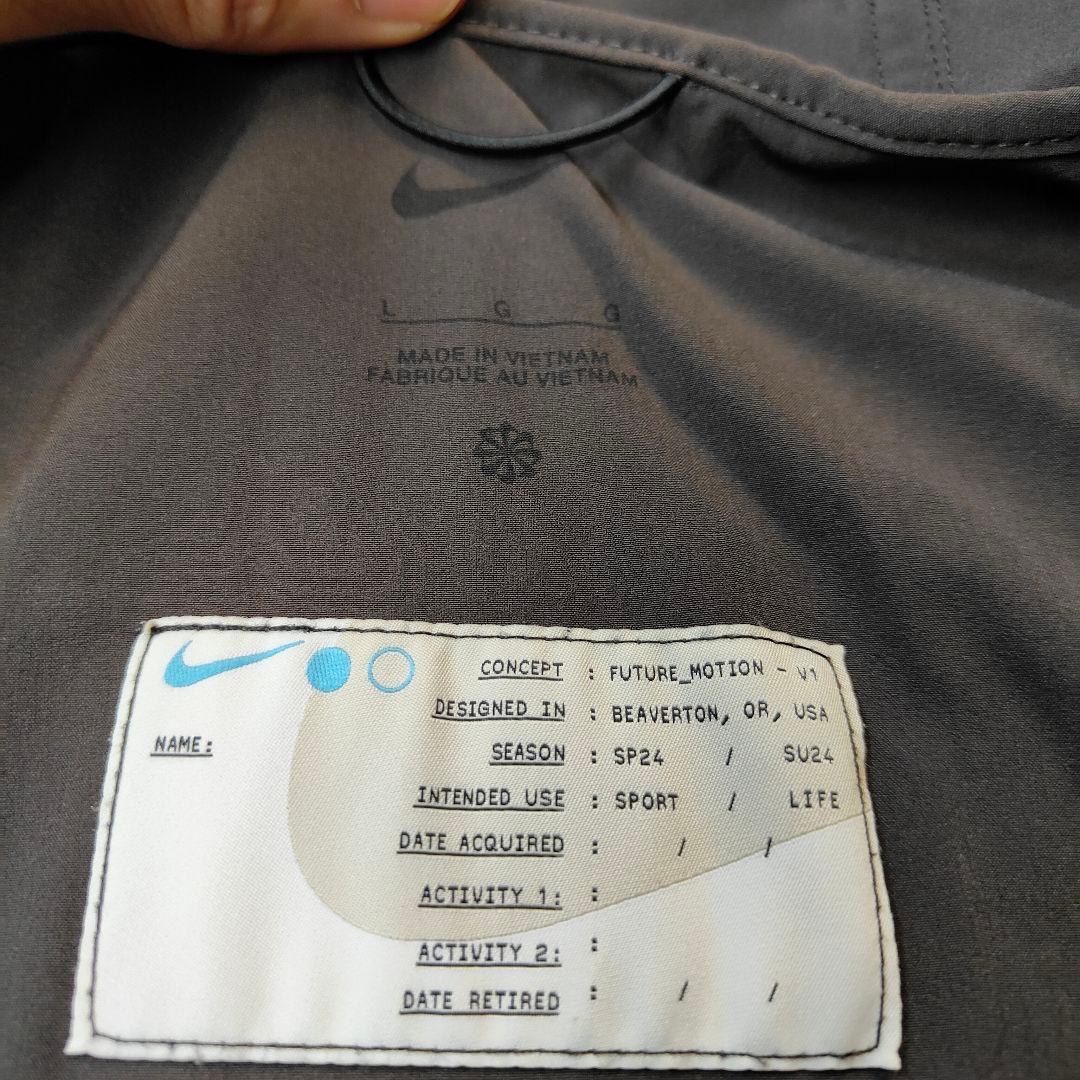 L G G
MADE IN VIETNAM
FABRIQUE AU VIETNAM
CONCEPT : FUTURE_MOTION - V1
DESIGNED IN : BEAVERTON, OR, USA
NAME:
SEASON : SP24 / SU24
INTENDED USE : SPORT / LIFE
DATE ACQUIRED : / /
ACTIVITY 1: :
ACTIVITY 2: :
DATE RETIRED : / /